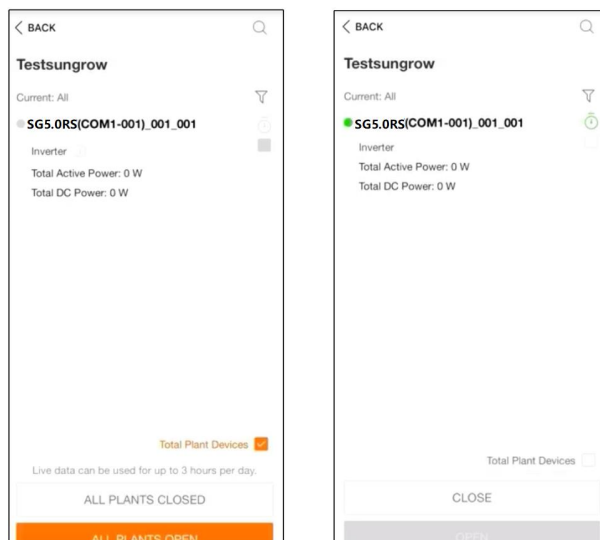 BACK
Testsungrow
Current: All
SG5.0RS(COM1-001)_001_001
Inverter
Total Active Power: 0 W
Total DC Power: 0 W
Total Plant Devices
Live data can be used for up to 3 hours per day.
ALL PLANTS CLOSED
ALL PLANTS OPEN
BACK
Testsungrow
Current: All
SG5.0RS(COM1-001)_001_001
Inverter
Total Active Power: 0 W
Total DC Power: 0 W
Total Plant Devices
CLOSE
OPEN